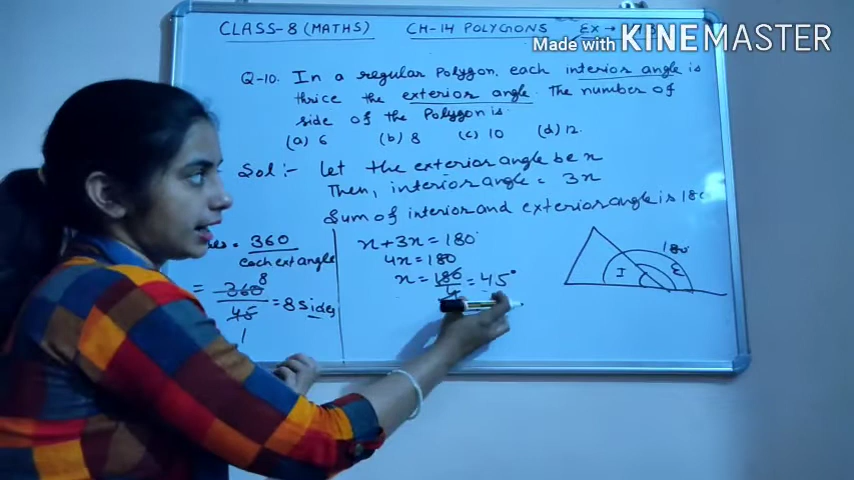 CLASS-8 (MATHS) CH-14 POLYGONS EX →
Made with KINEMASTER
Q-10. In a regular Polygon, each interior angle is
thrice the exterior angle. The number of
side of the Polygon is.
(a) 6 (b) 8 (c) 10 (d) 12.
Sol:- Let the exterior angle be x
Then, interior angle = 3x
Sum of interior and exterior angle is 180
x + 3x = 180°
4x = 180
x = 180/4 = 45°
= 360
each ext angle
= 360/45 = 8 sides
8
1
180°
I E